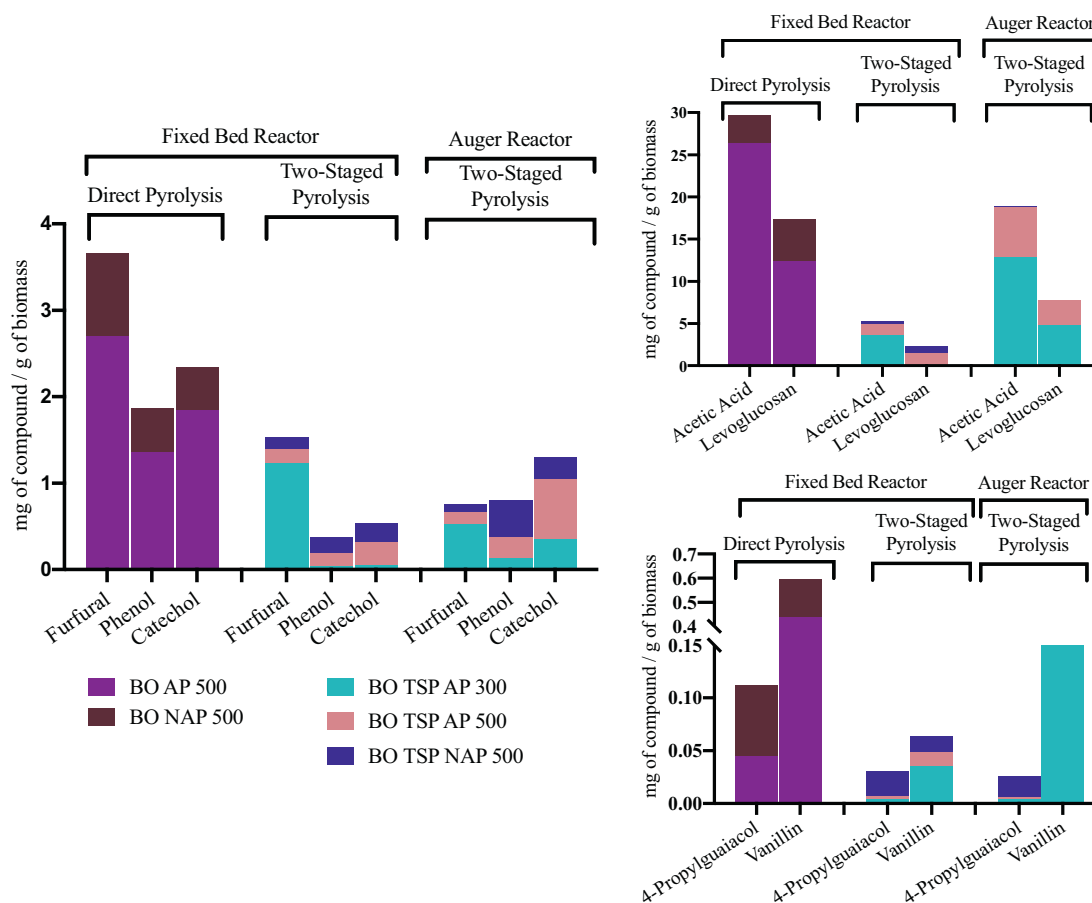 Fixed Bed Reactor
Auger Reactor
Direct Pyrolysis
Two-Staged
Pyrolysis
Two-Staged
Pyrolysis
mg of compound / g of biomass
4
3
2
1
0
Furfural
Phenol
Catechol
Furfural
Phenol
Catechol
Furfural
Phenol
Catechol
BO AP 500
BO NAP 500
BO TSP AP 300
BO TSP AP 500
BO TSP NAP 500
Fixed Bed Reactor
Auger Reactor
Direct Pyrolysis
Two-Staged
Pyrolysis
Two-Staged
Pyrolysis
mg of compound / g of biomass
30
25
20
15
10
5
0
Acetic Acid
Levoglucosan
Acetic Acid
Levoglucosan
Acetic Acid
Levoglucosan
Fixed Bed Reactor
Auger Reactor
Direct Pyrolysis
Two-Staged
Pyrolysis
Two-Staged
Pyrolysis
mg of compound / g of biomass
0.7
0.6
0.5
0.4
0.15
0.10
0.05
0.00
4-Propylguaiacol
Vanillin
4-Propylguaiacol
Vanillin
4-Propylguaiacol
Vanillin